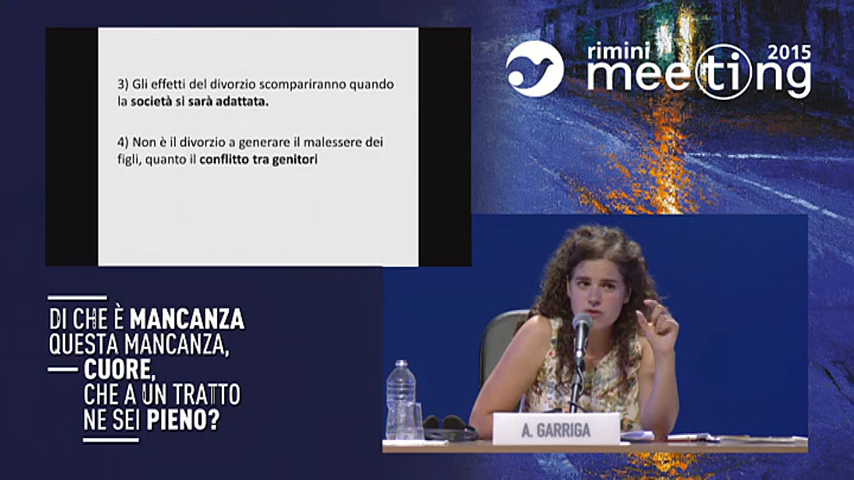 3) Gli effetti del divorzio scompariranno quando
la società si sarà adattata.
4) Non è il divorzio a generare il malessere dei
figli, quanto il conflitto tra genitori
rimini 2015
meeting
DI CHE È MANCANZA
QUESTA MANCANZA,
CUORE,
CHE A UN TRATTO
NE SEI PIENO?
A. GARRIGA